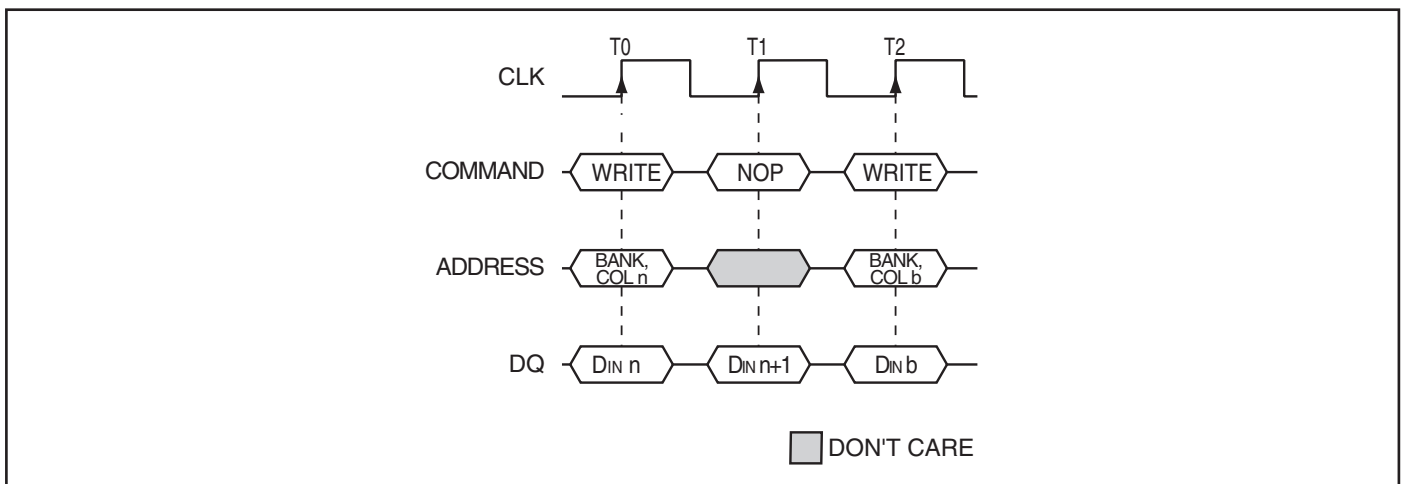 T0 T1 T2
CLK
COMMAND WRITE NOP WRITE
ADDRESS BANK, COL n BANK, COL b
DQ DIN n DIN n+1 DIN b
DON'T CARE